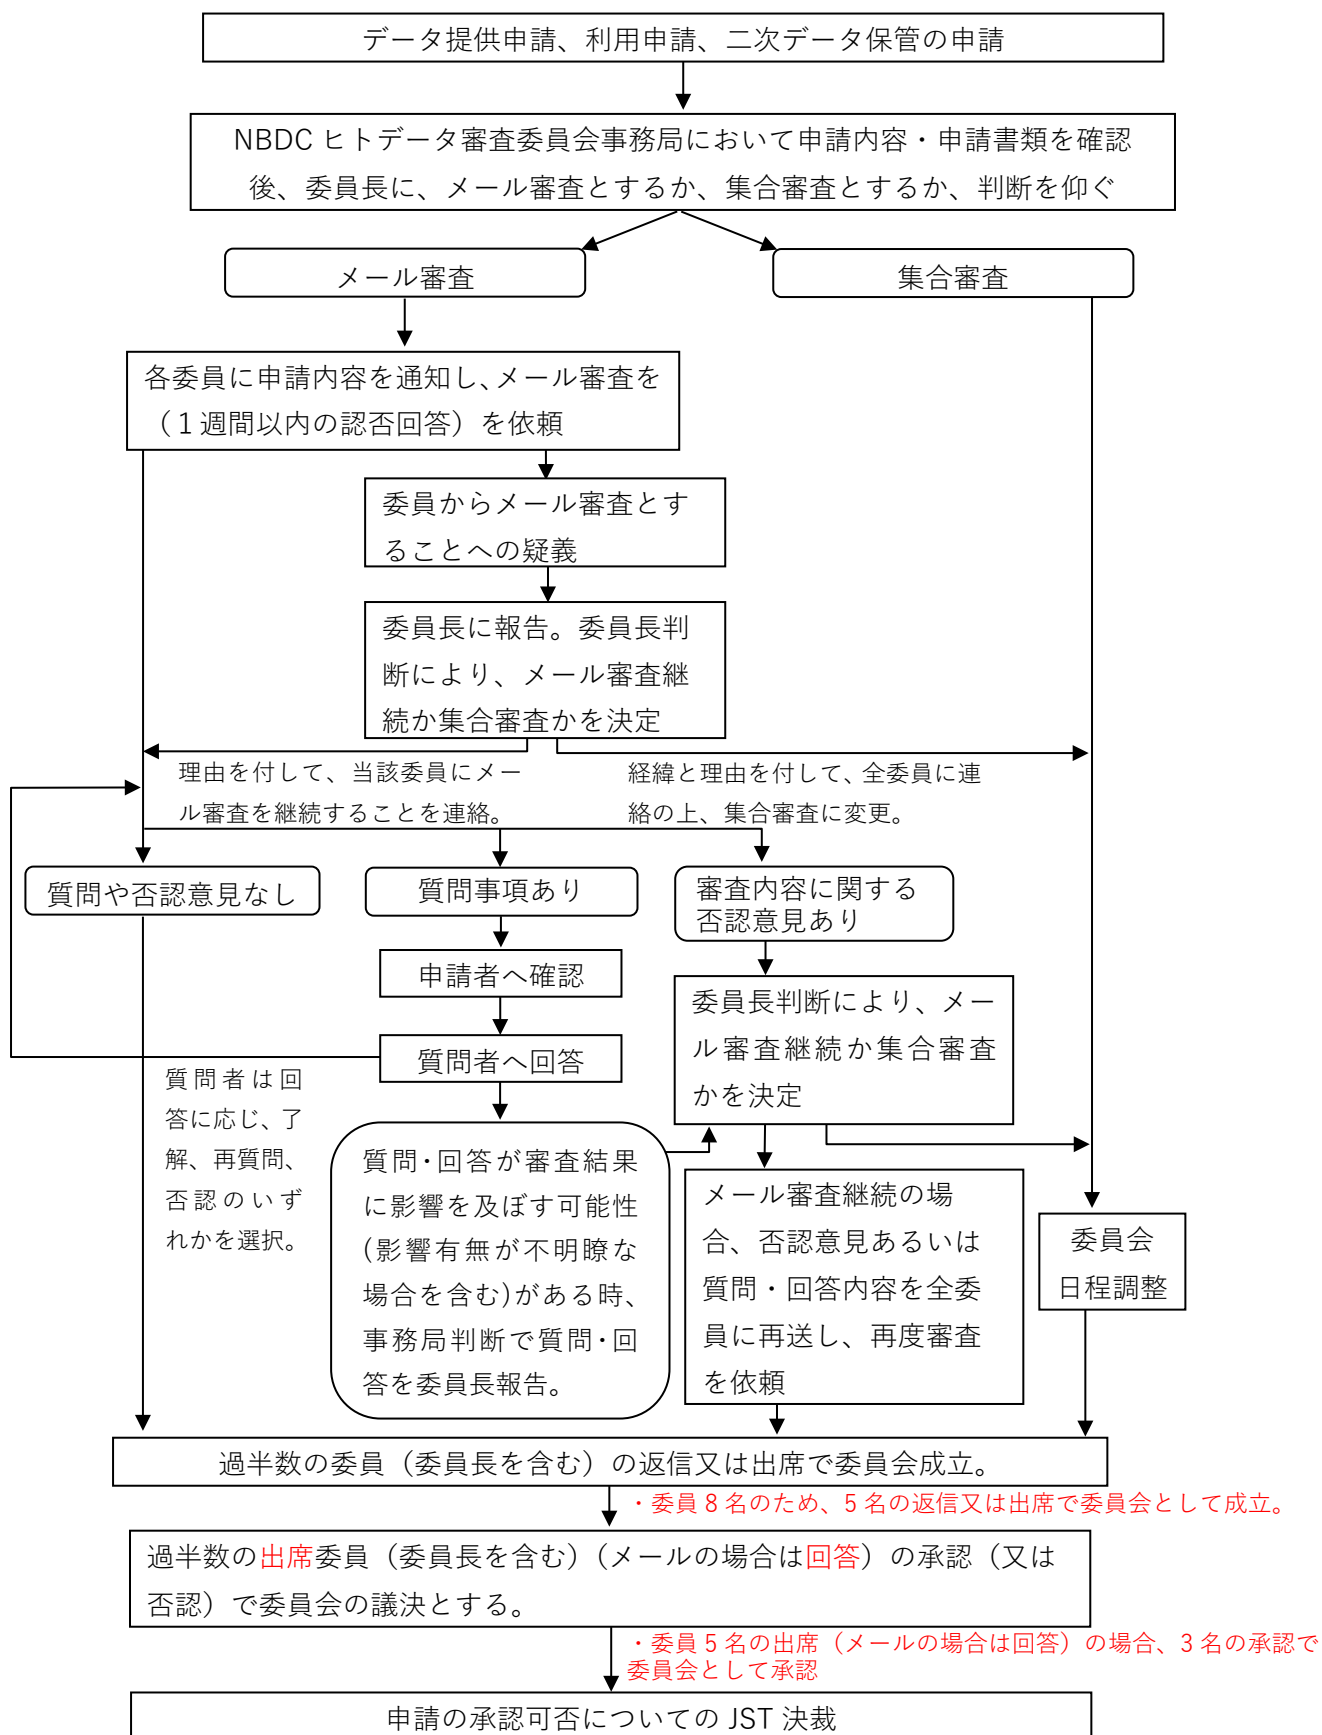 データ提供申請、利用申請、二次データ保管の申請
NBDC ヒトデータ審査委員会事務局において申請内容・申請書類を確認
後、委員長に、メール審査とするか、集合審査とするか、判断を仰ぐ
メール審査
集合審査
各委員に申請内容を通知し、メール審査を
（１週間以内の認否回答）を依頼
委員からメール審査とす
ることへの疑義
委員長に報告。委員長判
断により、メール審査継
続か集合審査かを決定
理由を付して、当該委員にメー
ル審査を継続することを連絡。
経緯と理由を付して、全委員に連
絡の上、集合審査に変更。
質問や否認意見なし
質問事項あり
審査内容に関する
否認意見あり
申請者へ確認
質問者へ回答
委員長判断により、メー
ル審査継続か集合審査
かを決定
質問者は回
答に応じ、了
解、再質問、
否認のいず
れかを選択。
質問・回答が審査結果
に影響を及ぼす可能性
(影響有無が不明瞭な
場合を含む)がある時、
事務局判断で質問・回
答を委員長報告。
メール審査継続の場
合、否認意見あるいは
質問・回答内容を全委
員に再送し、再度審査
を依頼
委員会
日程調整
過半数の委員（委員長を含む）の返信又は出席で委員会成立。
・委員 8 名のため、5 名の返信又は出席で委員会として成立。
過半数の出席委員（委員長を含む）（メールの場合は回答）の承認（又は
否認）で委員会の議決とする。
・委員 5 名の出席（メールの場合は回答）の場合、3 名の承認で
委員会として承認
申請の承認可否についての JST 決裁